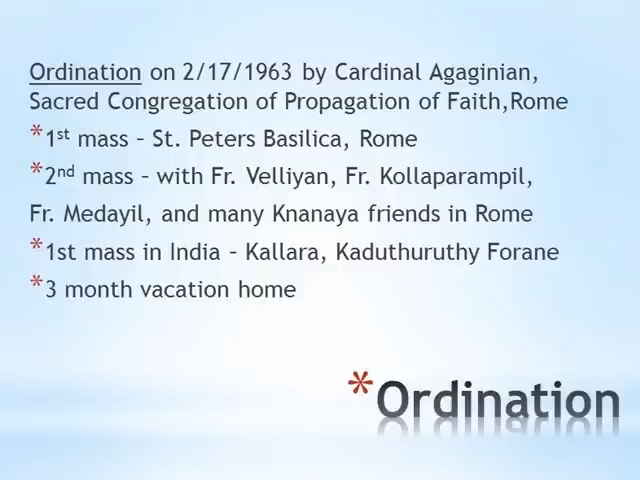 Ordination on 2/17/1963 by Cardinal Agaginian,
Sacred Congregation of Propagation of Faith,Rome
*1st mass – St. Peters Basilica, Rome
*2nd mass – with Fr. Velliyan, Fr. Kollaparampil,
Fr. Medayil, and many Knanaya friends in Rome
*1st mass in India – Kallara, Kaduthuruthy Forane
*3 month vacation home
*Ordination